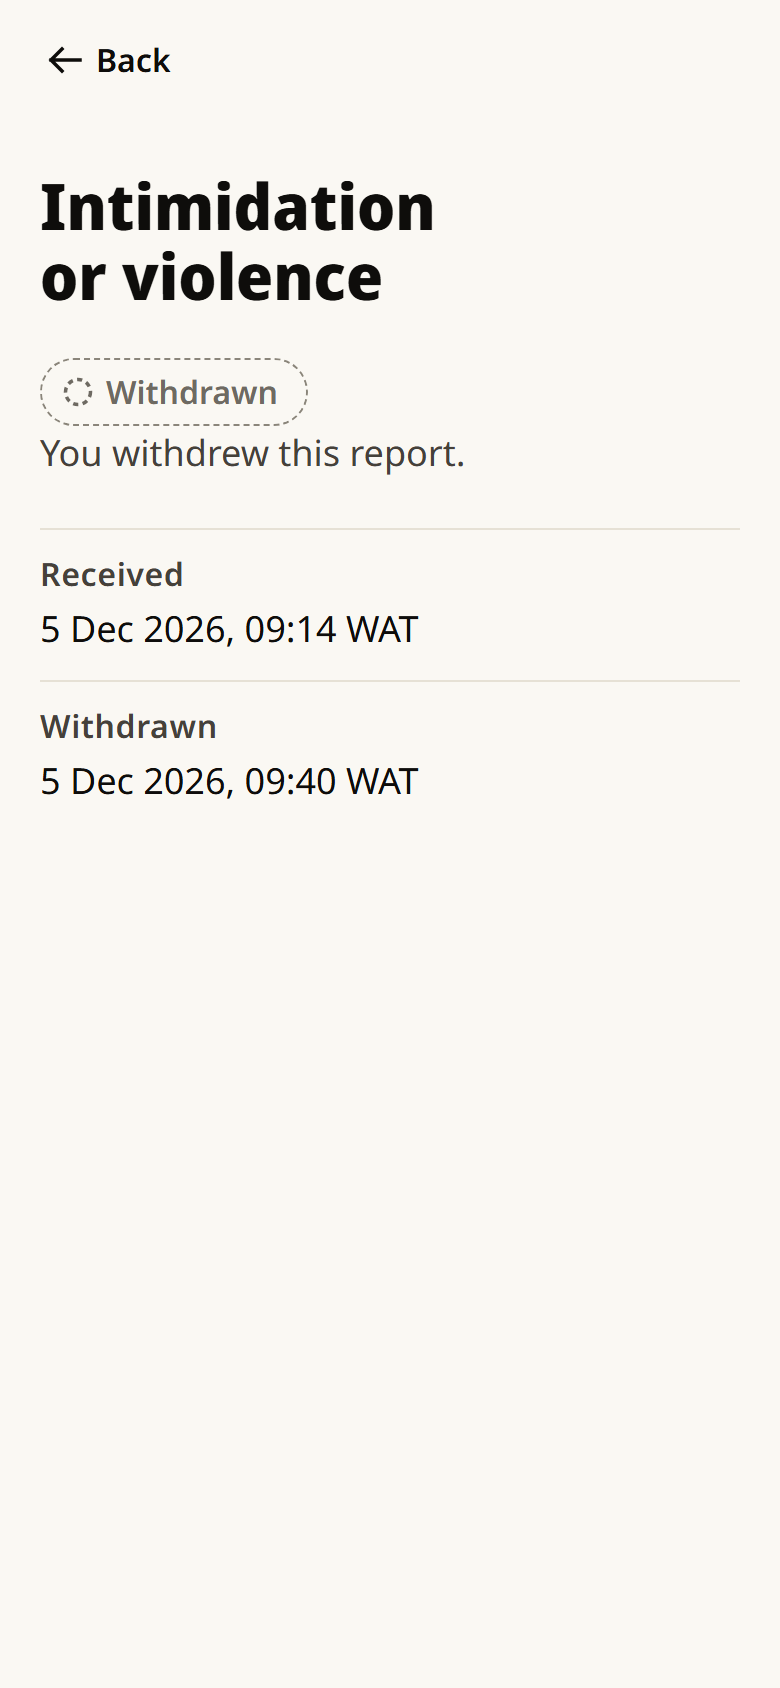 Back
Intimidation
or violence
Withdrawn
You withdrew this report.
Received
5 Dec 2026, 09:14 WAT
Withdrawn
5 Dec 2026, 09:40 WAT